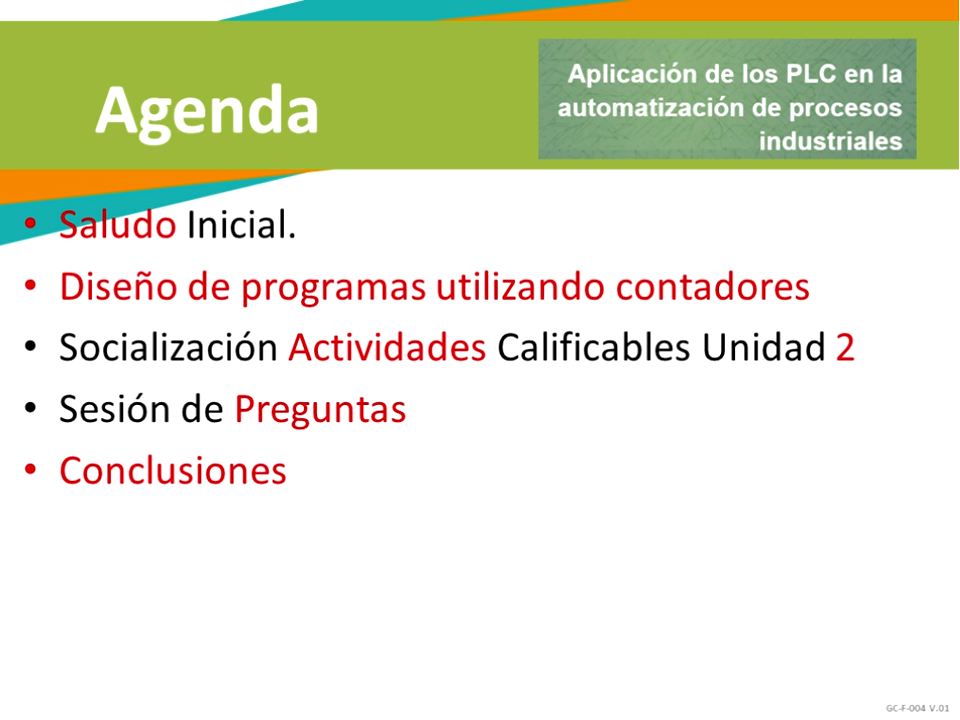 Agenda
Aplicación de los PLC en la
automatización de procesos
industriales
• Saludo Inicial.
• Diseño de programas utilizando contadores
• Socialización Actividades Calificables Unidad 2
• Sesión de Preguntas
• Conclusiones
GC-F-004 V.01